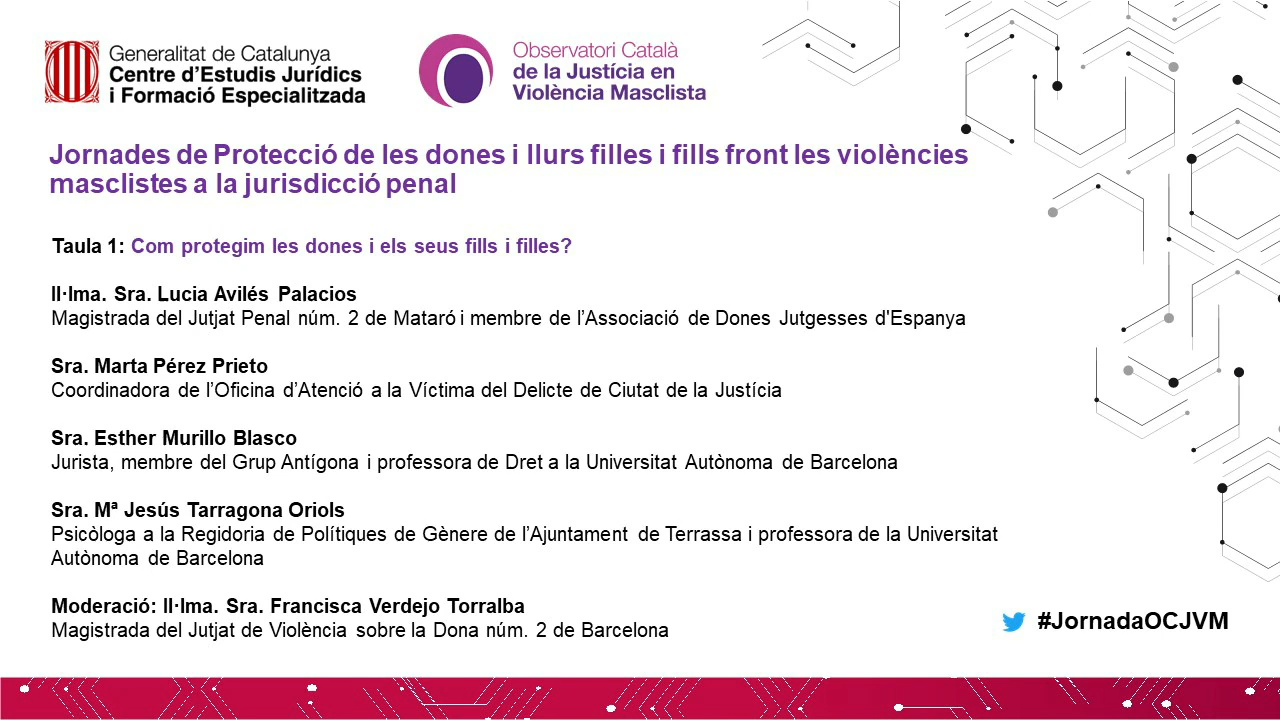 Generalitat de Catalunya
Centre d'Estudis Jurídics
i Formació Especialitzada
Observatori Català
de la Justícia en
Violència Masclista
Jornades de Protecció de les dones i llurs filles i fills front les violències
masclistes a la jurisdicció penal
Taula 1: Com protegim les dones i els seus fills i filles?
Il·lma. Sra. Lucia Avilés Palacios
Magistrada del Jutjat Penal núm. 2 de Mataró i membre de l'Associació de Dones Jutgesses d'Espanya
Sra. Marta Pérez Prieto
Coordinadora de l'Oficina d'Atenció a la Víctima del Delicte de Ciutat de la Justícia
Sra. Esther Murillo Blasco
Jurista, membre del Grup Antígona i professora de Dret a la Universitat Autònoma de Barcelona
Sra. Mª Jesús Tarragona Oriols
Psicòloga a la Regidoria de Polítiques de Gènere de l'Ajuntament de Terrassa i professora de la Universitat
Autònoma de Barcelona
Moderació: Il·lma. Sra. Francisca Verdejo Torralba
Magistrada del Jutjat de Violència sobre la Dona núm. 2 de Barcelona
#JornadaOCJVM